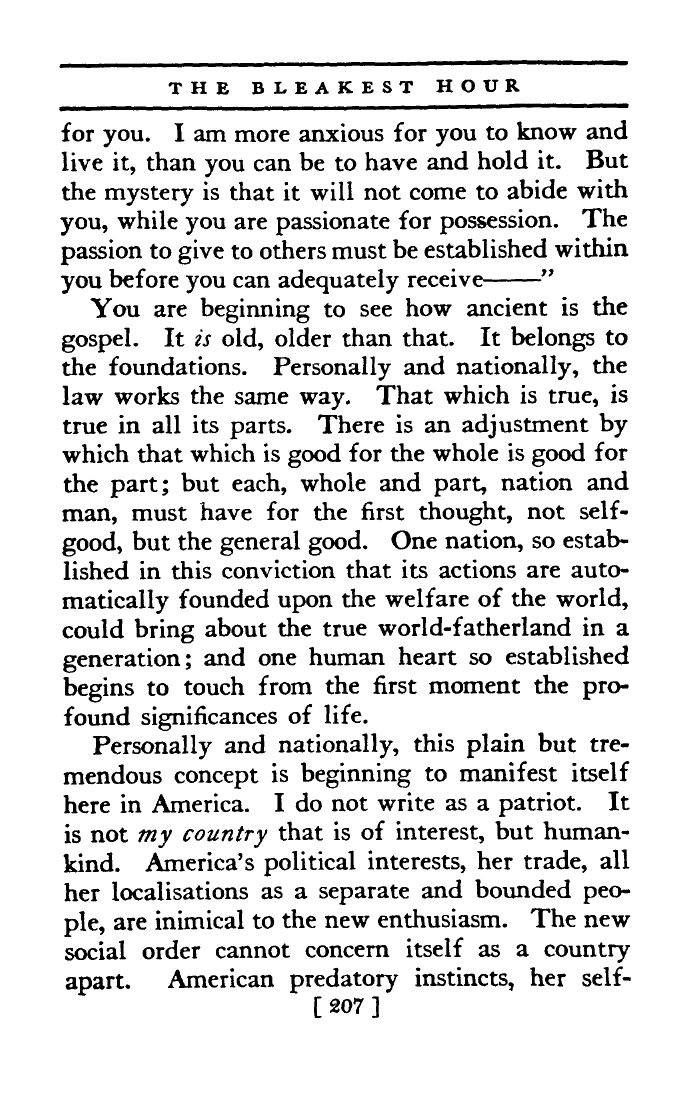 THE BLEAKEST HOUR
for you. I am more anxious for you to know and
live it, than you can be to have and hold it. But
the mystery is that it will not come to abide with
you, while you are passionate for possession. The
passion to give to others must be established within
you before you can adequately receive——”
You are beginning to see how ancient is the
gospel. It is old, older than that. It belongs to
the foundations. Personally and nationally, the
law works the same way. That which is true, is
true in all its parts. There is an adjustment by
which that which is good for the whole is good for
the part; but each, whole and part, nation and
man, must have for the first thought, not self-
good, but the general good. One nation, so estab-
lished in this conviction that its actions are auto-
matically founded upon the welfare of the world,
could bring about the true world-fatherland in a
generation; and one human heart so established
begins to touch from the first moment the pro-
found significances of life.
Personally and nationally, this plain but tre-
mendous concept is beginning to manifest itself
here in America. I do not write as a patriot. It
is not my country that is of interest, but human-
kind. America’s political interests, her trade, all
her localisations as a separate and bounded peo-
ple, are inimical to the new enthusiasm. The new
social order cannot concern itself as a country
apart. American predatory instincts, her self-
[ 207 ]